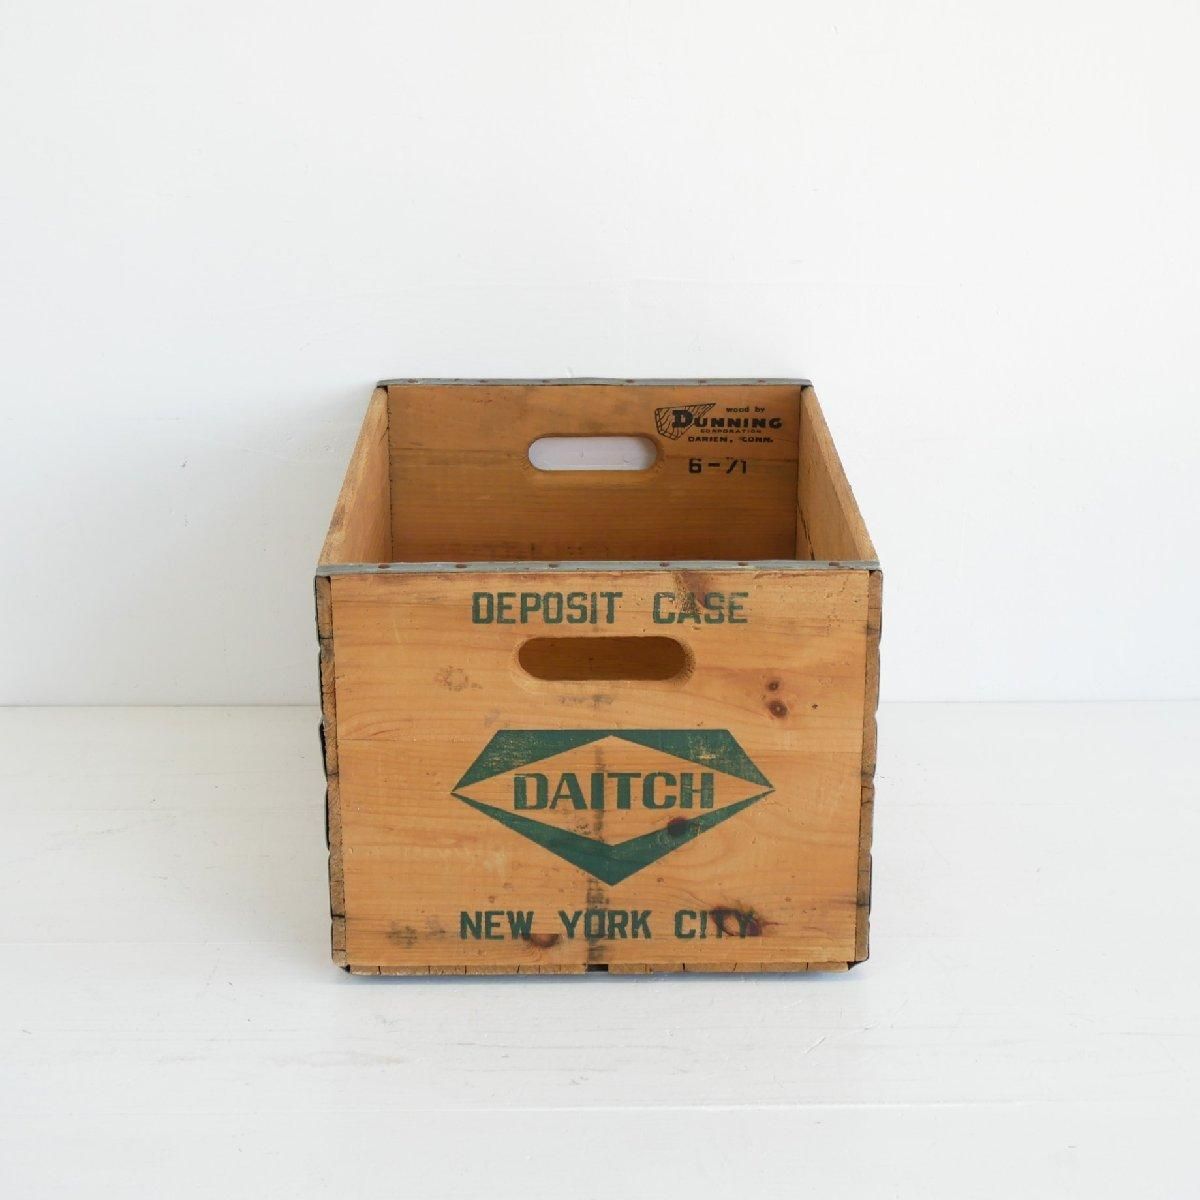 wood by
DUNNING
CORPORATION
DARIEN, CONN.
6-71
DEPOSIT CASE
DAITCH
NEW YORK CITY